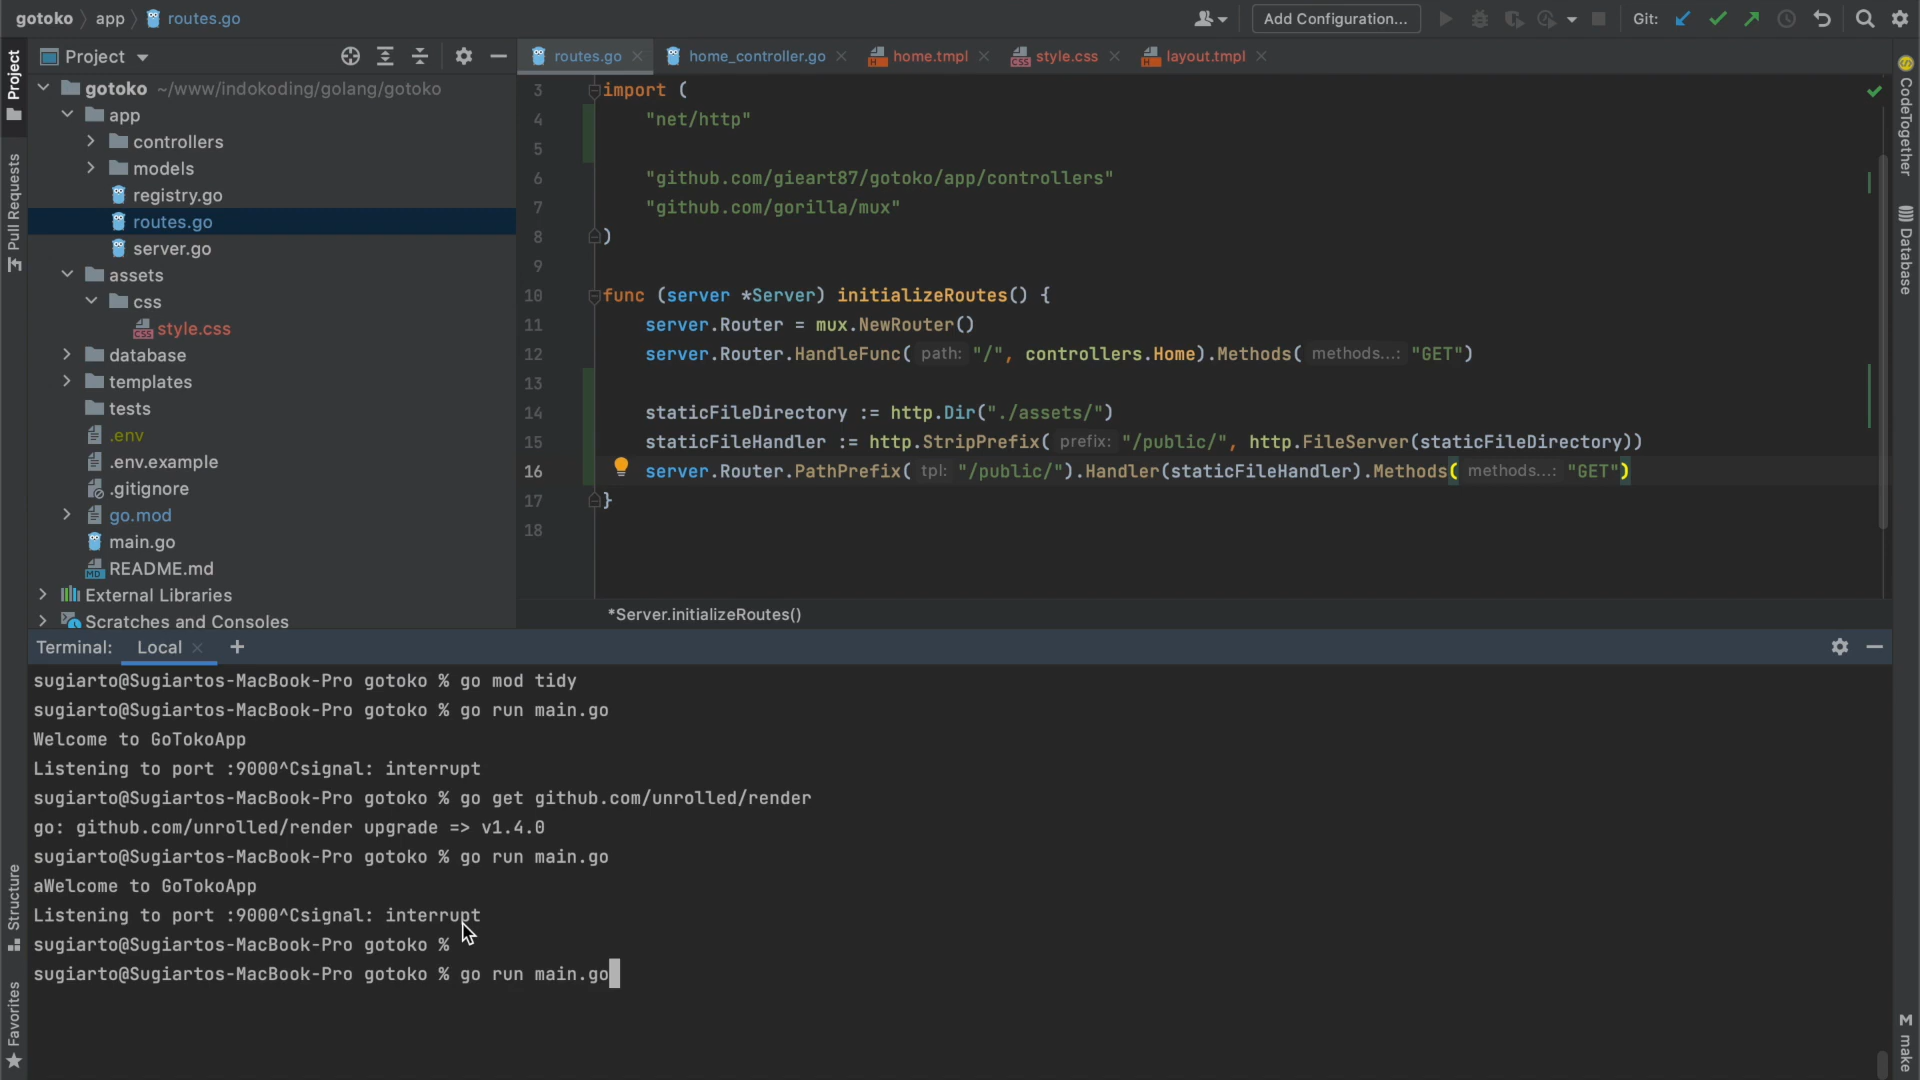 gotoko app routes.go
Add Configuration... Git:
Project
routes.go home_controller.go home.tmpl style.css layout.tmpl
Project
Pull Requests
Structure
Favorites
gotoko ~/www/indokoding/golang/gotoko
app
controllers
models
registry.go
routes.go
server.go
assets
css
style.css
database
templates
tests
.env
.env.example
.gitignore
go.mod
main.go
README.md
External Libraries
Scratches and Consoles
3 import (
4 "net/http"
5
6 "github.com/gieart87/gotoko/app/controllers"
7 "github.com/gorilla/mux"
8 )
9
10 func (server *Server) initializeRoutes() {
11 server.Router = mux.NewRouter()
12 server.Router.HandleFunc( path: "/", controllers.Home).Methods( methods...: "GET")
13
14 staticFileDirectory := http.Dir("./assets/")
15 staticFileHandler := http.StripPrefix( prefix: "/public/", http.FileServer(staticFileDirectory))
16 server.Router.PathPrefix( tpl: "/public/").Handler(staticFileHandler).Methods( methods...: "GET")
17 }
18
*Server.initializeRoutes()
CodeTogether
Database
make
Terminal: Local
sugiarto@Sugiartos-MacBook-Pro gotoko % go mod tidy
sugiarto@Sugiartos-MacBook-Pro gotoko % go run main.go
Welcome to GoTokoApp
Listening to port :9000^Csignal: interrupt
sugiarto@Sugiartos-MacBook-Pro gotoko % go get github.com/unrolled/render
go: github.com/unrolled/render upgrade => v1.4.0
sugiarto@Sugiartos-MacBook-Pro gotoko % go run main.go
aWelcome to GoTokoApp
Listening to port :9000^Csignal: interrupt
sugiarto@Sugiartos-MacBook-Pro gotoko %
sugiarto@Sugiartos-MacBook-Pro gotoko % go run main.go